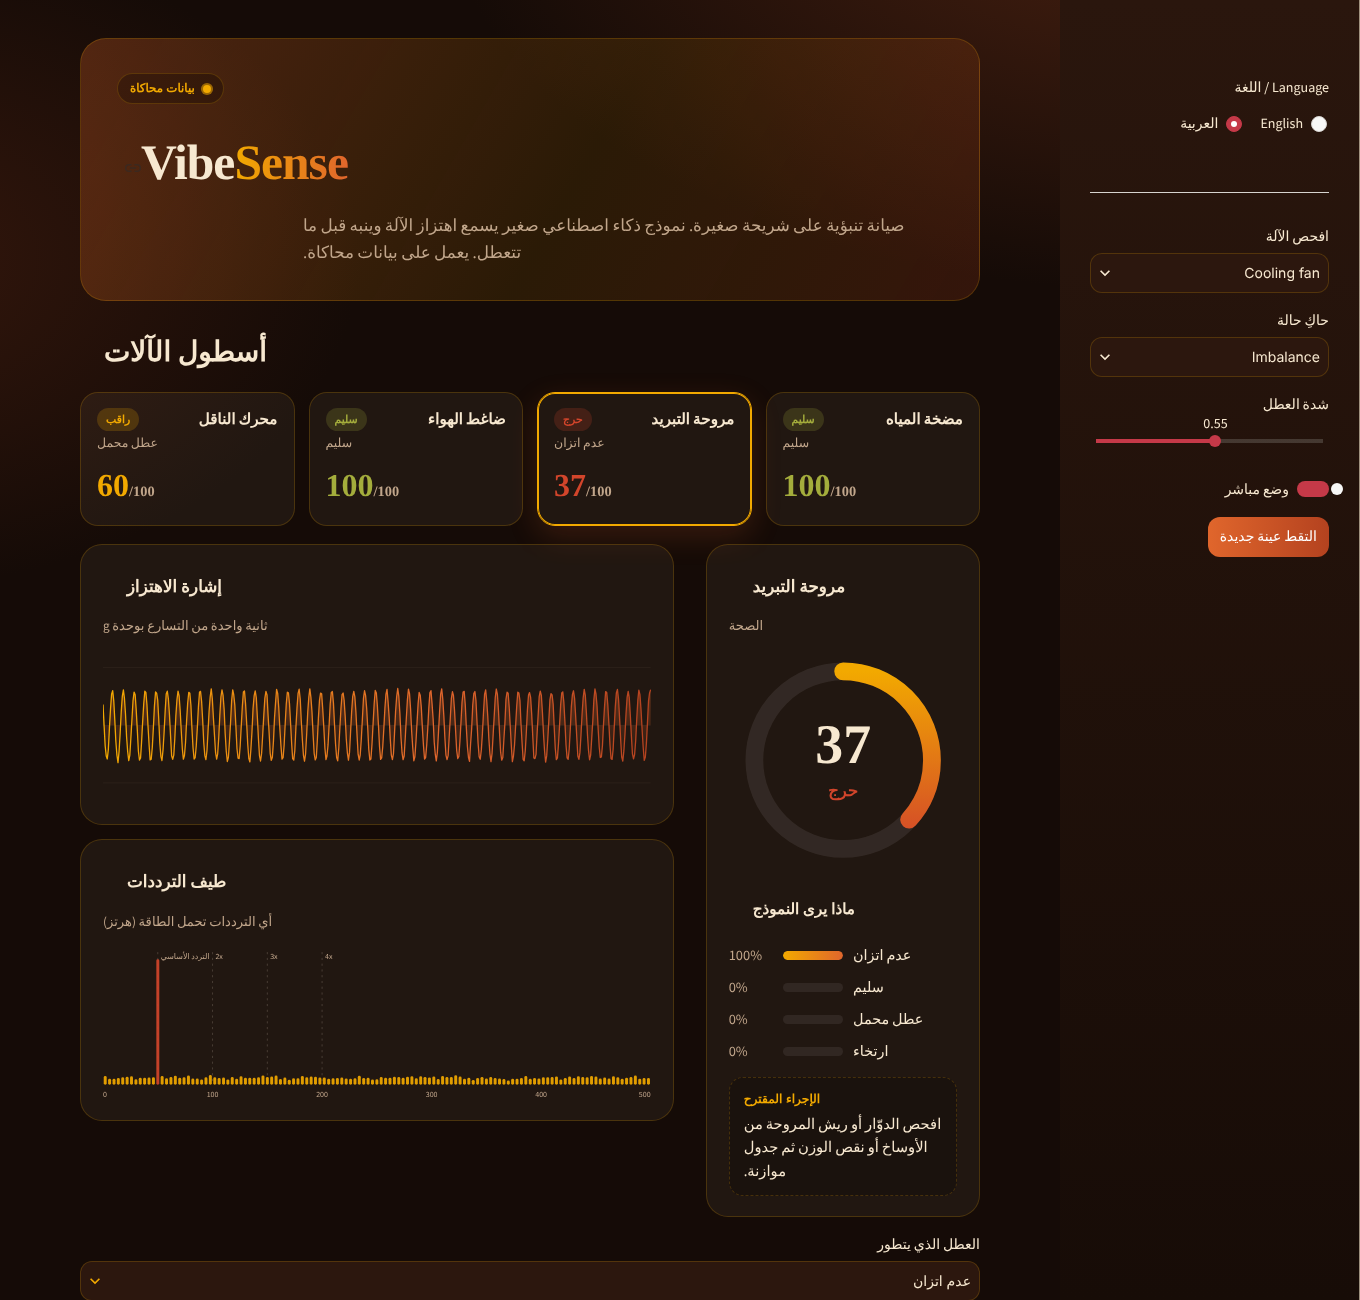 Language / اللغة
English
العربية
افحص الآلة
Cooling fan
حاكِ حالة
Imbalance
شدة العطل
0.55
وضع مباشر
التقط عينة جديدة
بيانات محاكاة
VibeSense
صيانة تنبؤية على شريحة صغيرة. نموذج ذكاء اصطناعي صغير يسمع اهتزاز الآلة وينبه قبل ما
تتعطل. يعمل على بيانات محاكاة.
أسطول الآلات
مضخة المياه
سليم
سليم
100/100
مروحة التبريد
حرج
عدم اتزان
37/100
ضاغط الهواء
سليم
سليم
100/100
محرك الناقل
راقب
عطل محمل
60/100
مروحة التبريد
الصحة
37
حرج
ماذا يرى النموذج
عدم اتزان 100%
سليم 0%
عطل محمل 0%
ارتخاء 0%
الإجراء المقترح
افحص الدوّار أو ريش المروحة من
الأوساخ أو نقص الوزن ثم جدول
موازنة.
إشارة الاهتزاز
ثانية واحدة من التسارع بوحدة g
طيف الترددات
أي الترددات تحمل الطاقة (هرتز)
التردد الأساسي 2x 3x 4x
0 100 200 300 400 500
العطل الذي يتطور
عدم اتزان